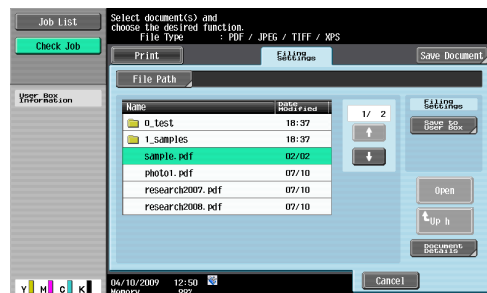 Job List
Check Job
User Box
Information
Select document(s) and
choose the desired function.
File Type : PDF / JPEG / TIFF / XPS
Print
Filing
Settings
Save Document
File Path
Name
Date
Modified
0_test 18:37
1_samples 18:37
sample.pdf 02/02
photo1.pdf 07/10
research2007.pdf 07/10
research2008.pdf 07/10
1/ 2
Filing
Settings
Save to
User Box
Open
Up h
Document
Details
Y M C K
04/10/2009 12:50
Memory 99%
Cancel